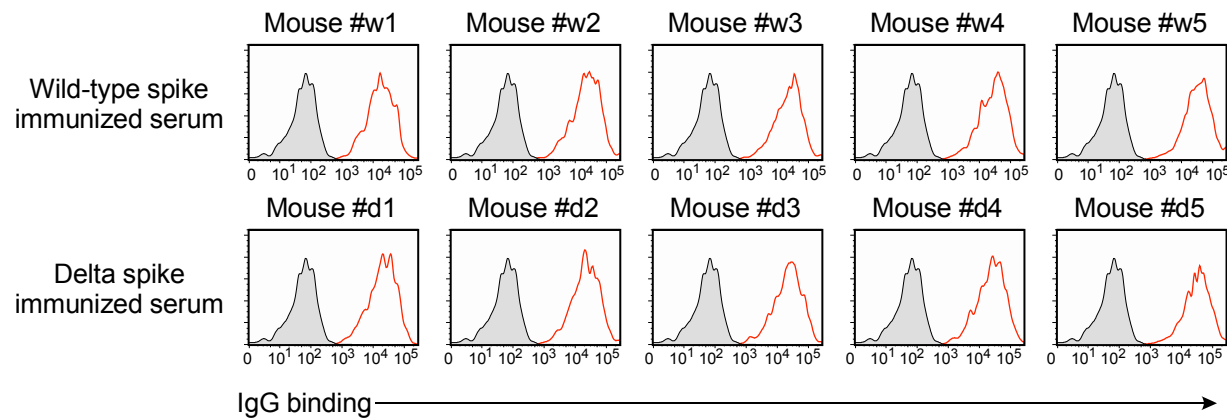 Mouse #w1 Mouse #w2 Mouse #w3 Mouse #w4 Mouse #w5
Wild-type spike
immunized serum
0 10¹ 10² 10³ 10⁴ 10⁵ 0 10¹ 10² 10³ 10⁴ 10⁵ 0 10¹ 10² 10³ 10⁴ 10⁵ 0 10¹ 10² 10³ 10⁴ 10⁵ 0 10¹ 10² 10³ 10⁴ 10⁵
Mouse #d1 Mouse #d2 Mouse #d3 Mouse #d4 Mouse #d5
Delta spike
immunized serum
0 10¹ 10² 10³ 10⁴ 10⁵ 0 10¹ 10² 10³ 10⁴ 10⁵ 0 10¹ 10² 10³ 10⁴ 10⁵ 0 10¹ 10² 10³ 10⁴ 10⁵ 0 10¹ 10² 10³ 10⁴ 10⁵
IgG binding